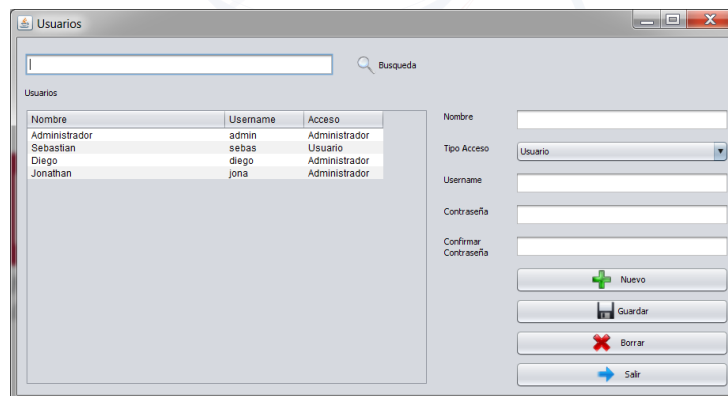 Usuarios
Busqueda
Usuarios
Nombre Username Acceso
Administrador admin Administrador
Sebastian sebas Usuario
Diego diego Administrador
Jonathan jona Administrador
Nombre
Tipo Acceso Usuario
Username
Contraseña
Confirmar
Contraseña
Nuevo
Guardar
Borrar
Salir